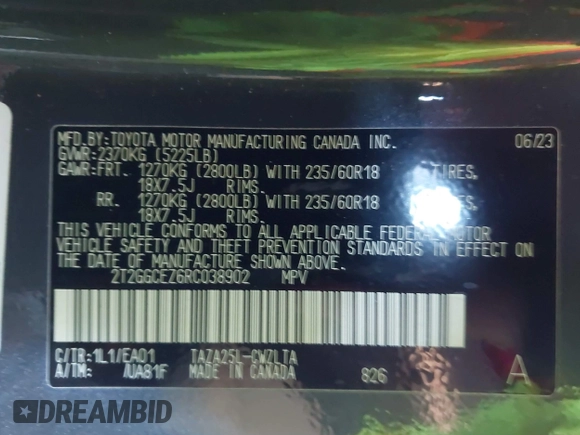 MFD.BY:TOYOTA MOTOR MANUFACTURING CANADA INC. 06/23
GVWR:2370KG (5225LB)
GAWR:FRT. 1270KG (2800LB) WITH 235/60R18 TIRES,
18X7.5J RIMS.
RR. 1270KG (2800LB) WITH 235/60R18
18X7.5J RIMS.
THIS VEHICLE CONFORMS TO ALL APPLICABLE FEDERAL MOTOR
VEHICLE SAFETY AND THEFT PREVENTION STANDARDS IN EFFECT ON
THE DATE OF MANUFACTURE SHOWN ABOVE.
2T2GGCEZ6RC038902 MPV
C/TR:1L1/EA01 TAZA25L-CWZLTA
A/TM: /UA81F MADE IN CANADA 826 A
DREAMBID